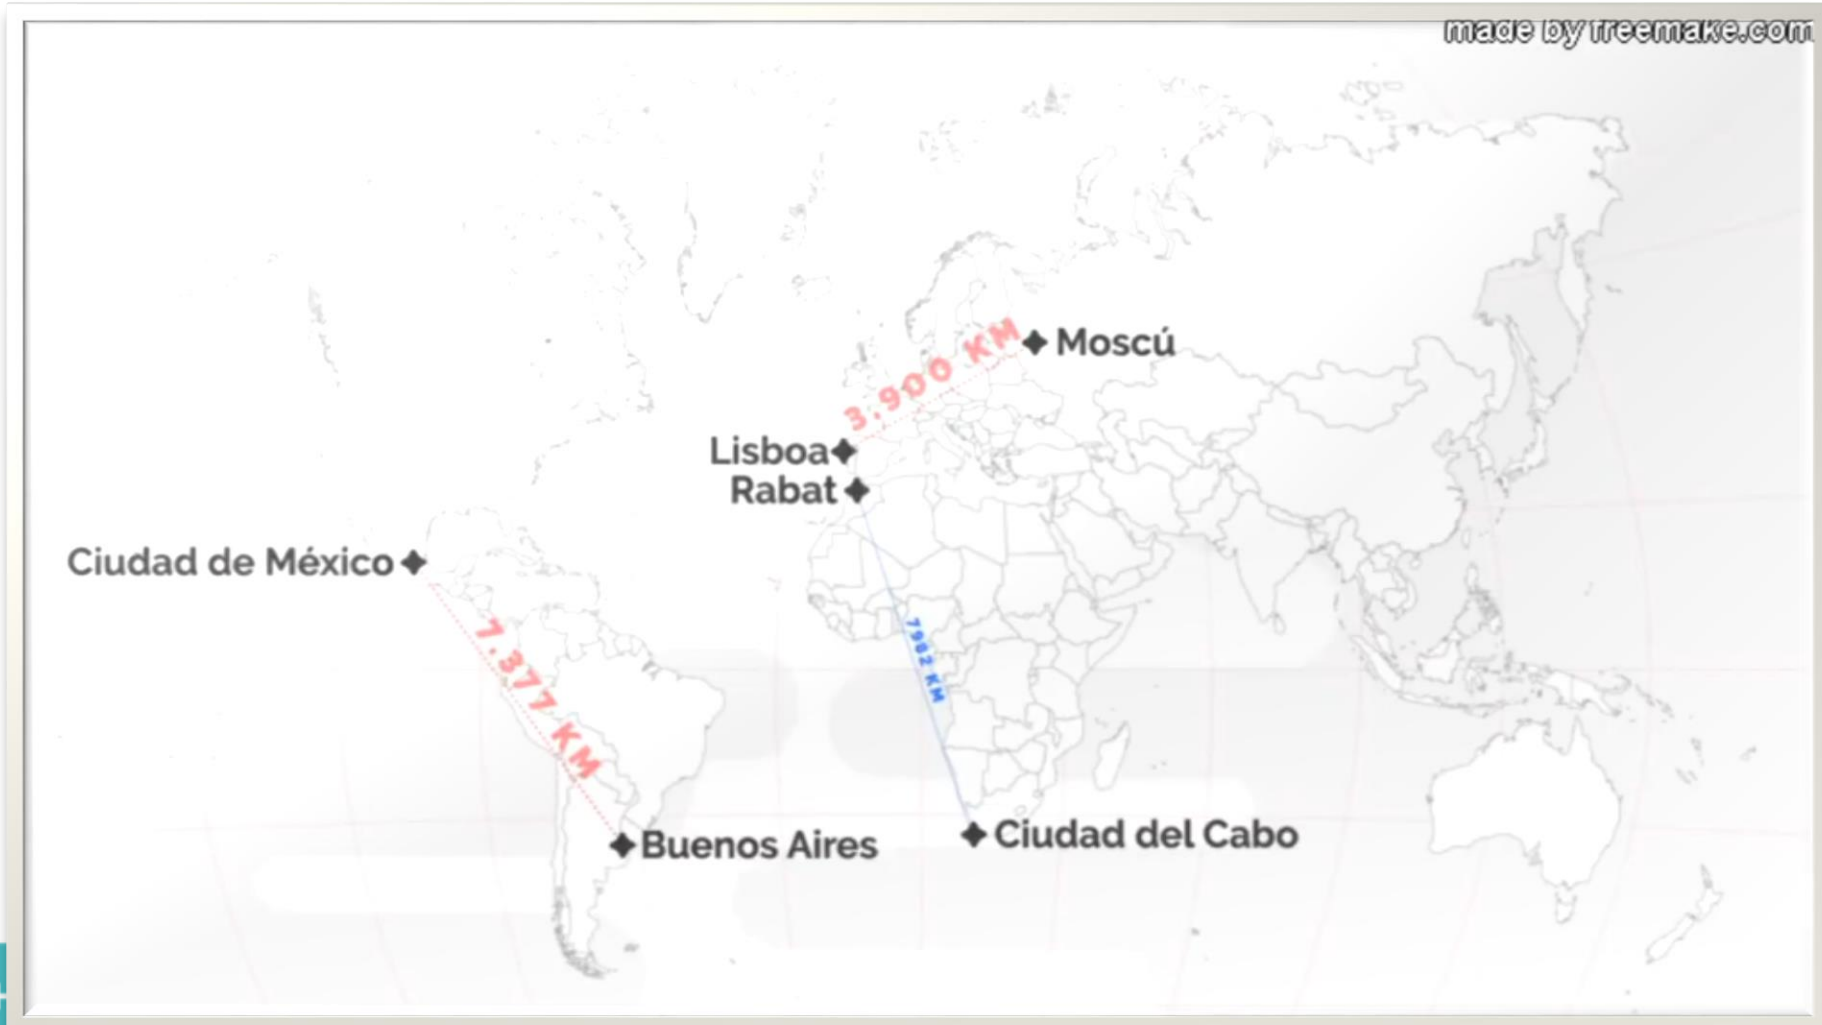 made by freemake.com
3.900 KM
Moscú
Lisboa
Rabat
Ciudad de México
7.377 KM
7982 KM
Buenos Aires
Ciudad del Cabo